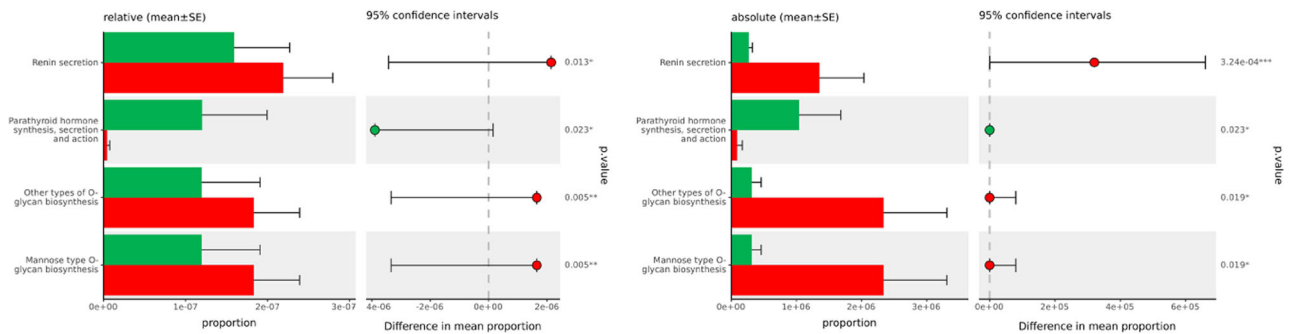 relative (mean±SE)
95% confidence intervals
Renin secretion
0.013*
Parathyroid hormone
synthesis, secretion
and action
0.023*
Other types of O-
glycan biosynthesis
0.005**
Mannose type O-
glycan biosynthesis
0.005**
p.value
0e+00
1e-07
2e-07
3e-07
4e-06
-2e-06
0e+00
2e-06
proportion
Difference in mean proportion
absolute (mean±SE)
95% confidence intervals
Renin secretion
3.24e-04***
Parathyroid hormone
synthesis, secretion
and action
0.023*
Other types of O-
glycan biosynthesis
0.019*
Mannose type O-
glycan biosynthesis
0.019*
p.value
0e+00
1e+06
2e+06
3e+06
0e+00
2e+05
4e+05
6e+05
proportion
Difference in mean proportion